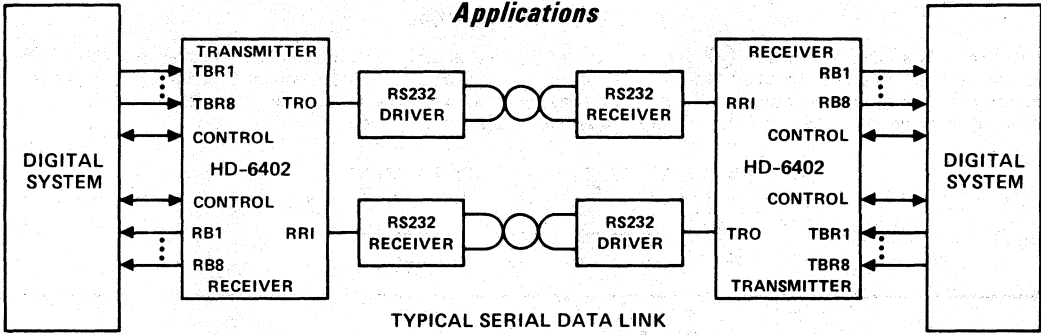 Applications
DIGITAL
SYSTEM
TRANSMITTER
TBR1
TBR8
TRO
CONTROL
HD-6402
CONTROL
RB1
RRI
RB8
RECEIVER
RS232
DRIVER
RS232
RECEIVER
RS232
RECEIVER
RS232
DRIVER
RECEIVER
RB1
RRI
RB8
CONTROL
HD-6402
CONTROL
TRO
TBR1
TBR8
TRANSMITTER
DIGITAL
SYSTEM
TYPICAL SERIAL DATA LINK